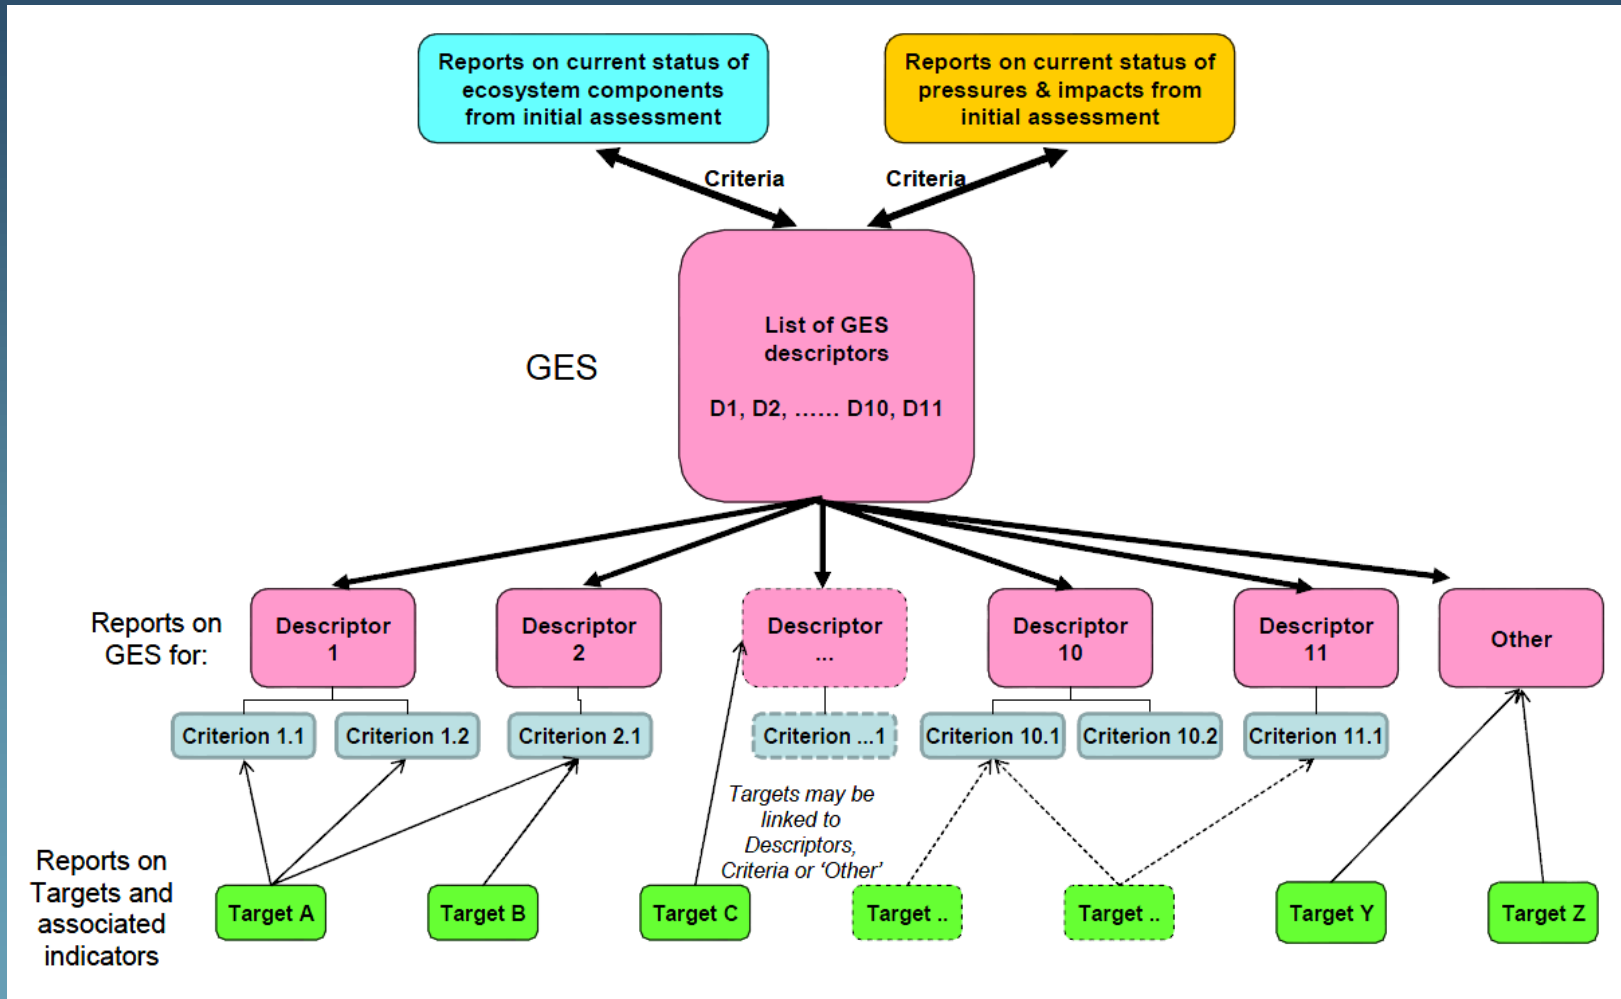 Reports on current status of
ecosystem components
from initial assessment
Reports on current status of
pressures & impacts from
initial assessment
Criteria
Criteria
GES
List of GES
descriptors
D1, D2, ...... D10, D11
Reports on
GES for:
Descriptor
1
Descriptor
2
Descriptor
...
Descriptor
10
Descriptor
11
Other
Criterion 1.1
Criterion 1.2
Criterion 2.1
Criterion ...1
Criterion 10.1
Criterion 10.2
Criterion 11.1
Targets may be
linked to
Descriptors,
Criteria or ‘Other’
Reports on
Targets and
associated
indicators
Target A
Target B
Target C
Target ..
Target ..
Target Y
Target Z